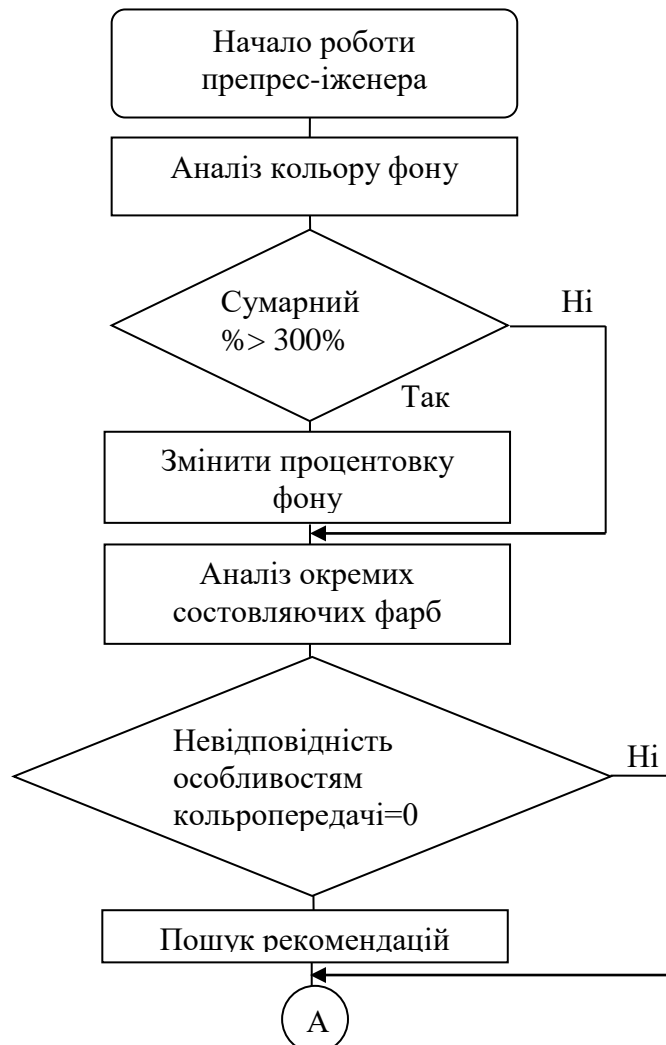 Начало роботи
препрес-іженера
Аналіз кольору фону
Сумарний
%> 300%
Ні
Так
Змінити процентовку
фону
Аналіз окремих
состовляючих фарб
Невідповідність
особливостям
кольропередачі=0
Ні
Пошук рекомендацій
А